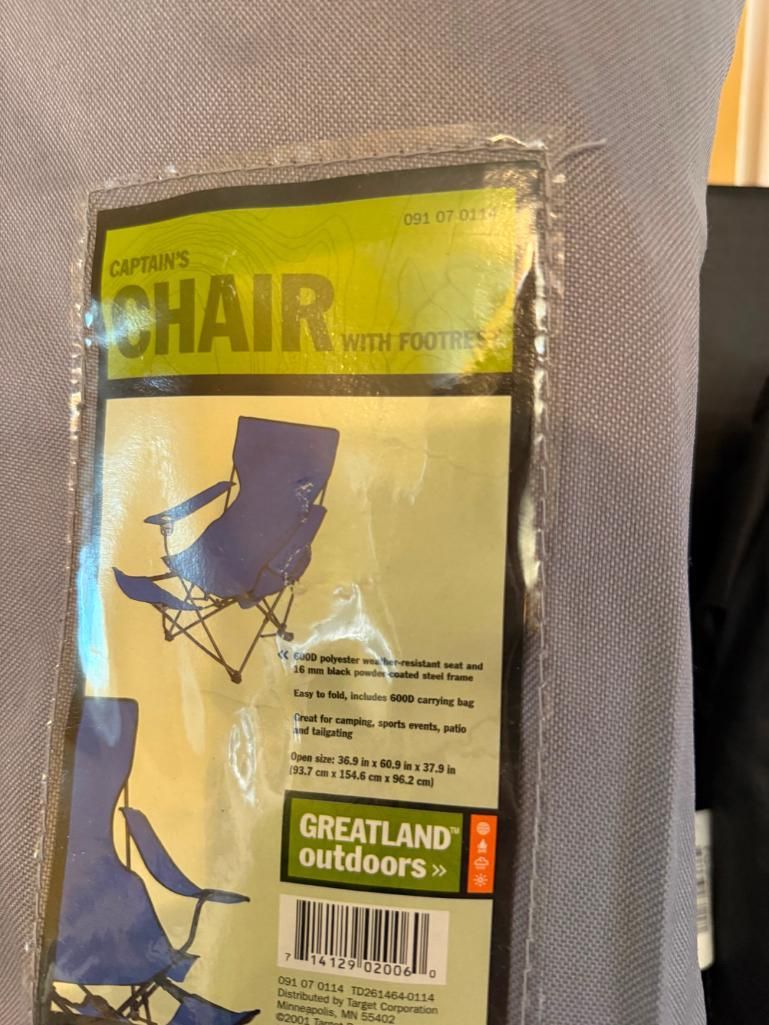 091 07 0114
CAPTAIN'S
CHAIR WITH FOOTREST
« 600D polyester weather-resistant seat and
16 mm black powder-coated steel frame
Easy to fold, includes 600D carrying bag
Great for camping, sports events, patio
and tailgating
Open size: 36.9 in x 60.9 in x 37.9 in
(93.7 cm x 154.6 cm x 96.2 cm)
GREATLAND™
outdoors »
7 14129 02006 0
091 07 0114 TD261464-0114
Distributed by Target Corporation
Minneapolis, MN 55402
©2001 Target